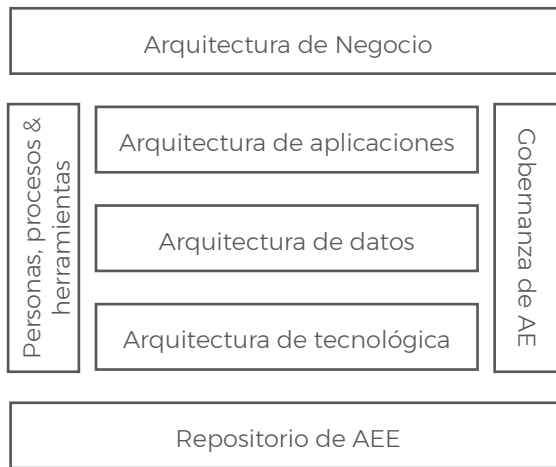 Arquitectura de Negocio
Personas, procesos &
herramientas
Arquitectura de aplicaciones
Arquitectura de datos
Arquitectura de tecnológica
Gobernanza de AE
Repositorio de AEE